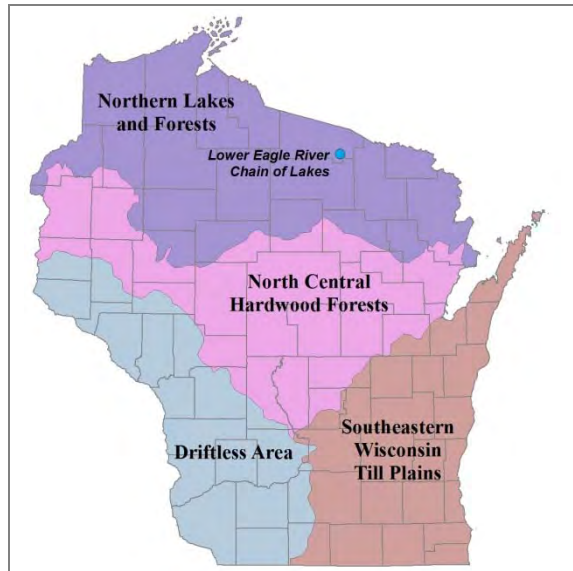 Northern Lakes
and Forests
Lower Eagle River
Chain of Lakes
North Central
Hardwood Forests
Driftless Area
Southeastern
Wisconsin
Till Plains